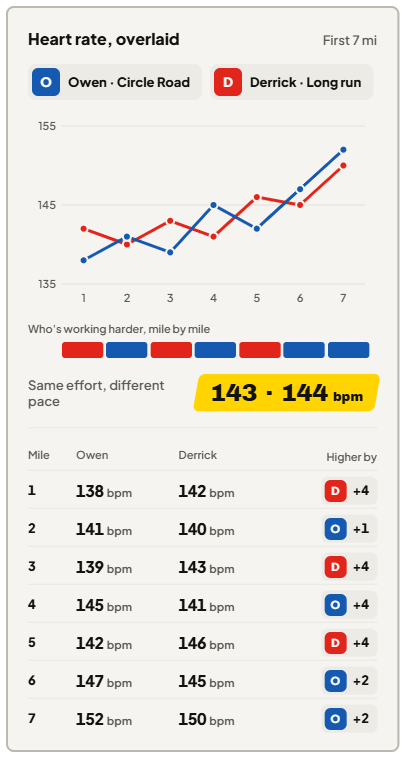 Heart rate, overlaid First 7 mi
O Owen · Circle Road D Derrick · Long run
155
145
135
1 2 3 4 5 6 7
Who's working harder, mile by mile
Same effort, different
pace
143 · 144 bpm
Mile Owen Derrick Higher by
1 138 bpm 142 bpm D +4
2 141 bpm 140 bpm O +1
3 139 bpm 143 bpm D +4
4 145 bpm 141 bpm O +4
5 142 bpm 146 bpm D +4
6 147 bpm 145 bpm O +2
7 152 bpm 150 bpm O +2